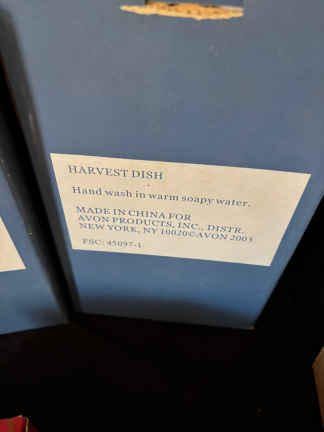 HARVEST DISH
Hand wash in warm soapy water.
MADE IN CHINA FOR
AVON PRODUCTS, INC., DISTR.
NEW YORK, NY 10020©AVON 2003
FSC: 45097-1